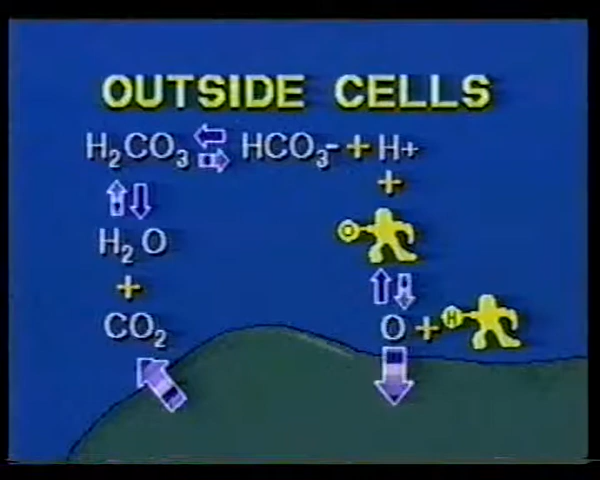 OUTSIDE CELLS
H₂CO₃ ⇄ HCO₃- + H+
+
H₂O
O
+
CO₂
O + H